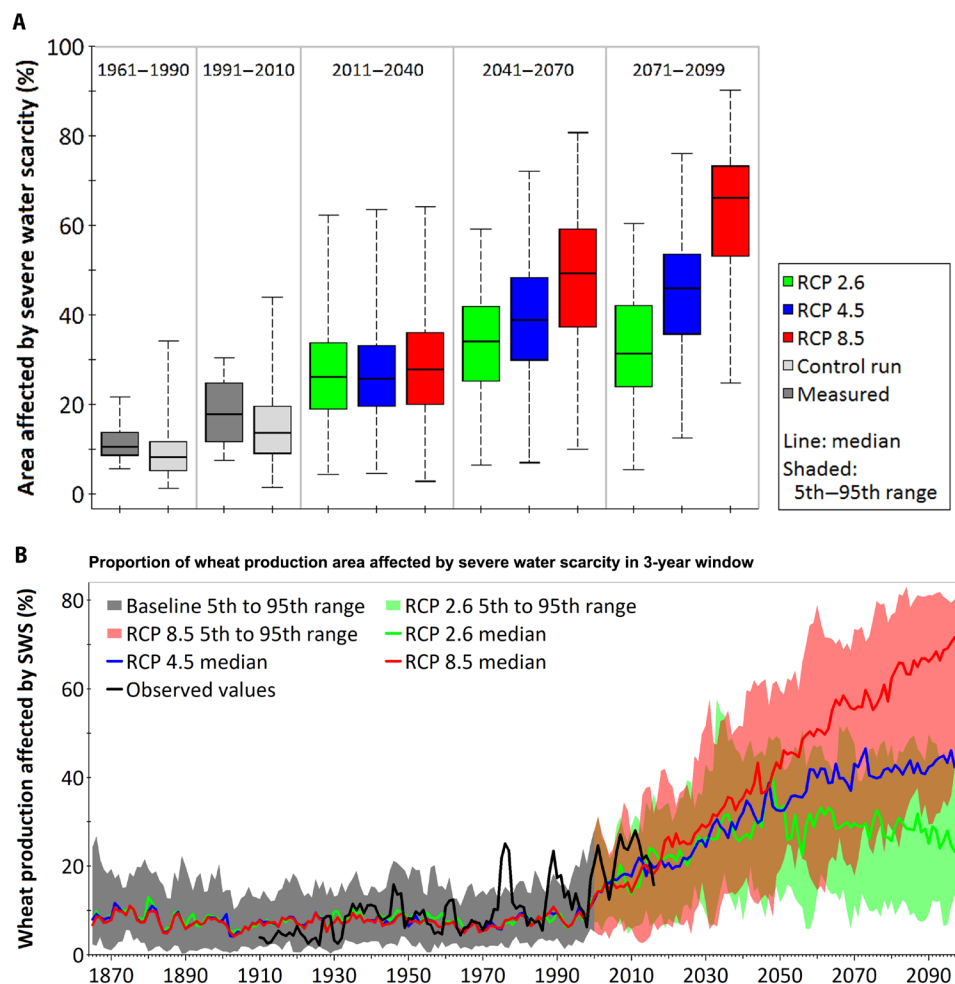 A
Area affected by severe water scarcity (%)
100
80
60
40
20
0
1961–1990
1991–2010
2011–2040
2041–2070
2071–2099
RCP 2.6
RCP 4.5
RCP 8.5
Control run
Measured
Line: median
Shaded:
5th–95th range
B
Proportion of wheat production area affected by severe water scarcity in 3-year window
Wheat production affected by SWS (%)
80
60
40
20
0
Baseline 5th to 95th range
RCP 8.5 5th to 95th range
RCP 4.5 median
Observed values
RCP 2.6 5th to 95th range
RCP 2.6 median
RCP 8.5 median
1870 1890 1910 1930 1950 1970 1990 2010 2030 2050 2070 2090